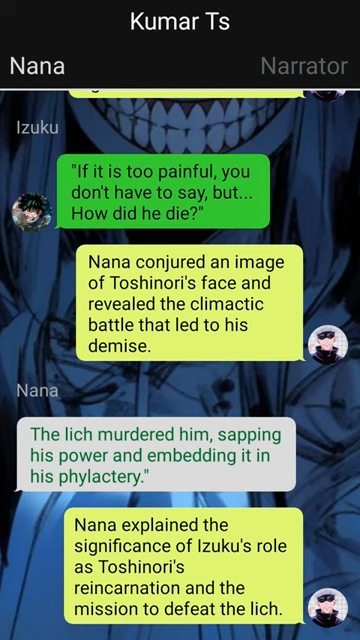 Kumar Ts
Nana
Narrator
Izuku
"If it is too painful, you
don't have to say, but...
How did he die?"
Nana conjured an image
of Toshinori's face and
revealed the climactic
battle that led to his
demise.
Nana
The lich murdered him, sapping
his power and embedding it in
his phylactery."
Nana explained the
significance of Izuku's role
as Toshinori's
reincarnation and the
mission to defeat the lich.